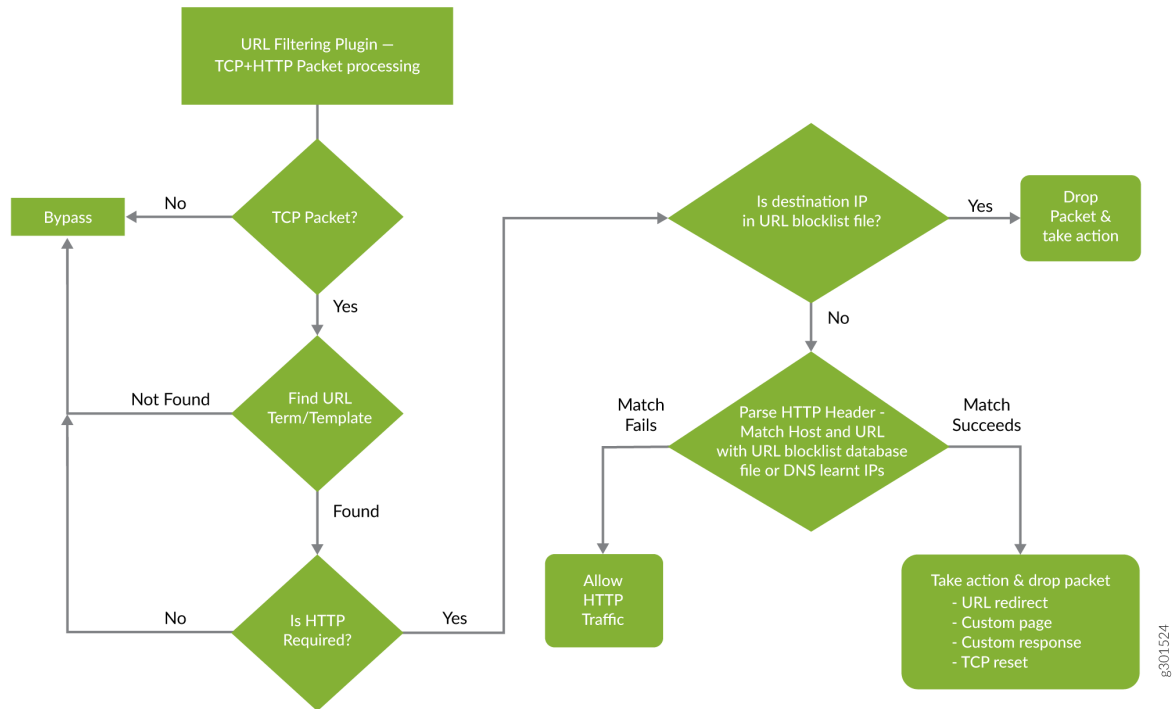 URL Filtering Plugin —
TCP+HTTP Packet processing
TCP Packet?
No
Bypass
Yes
Find URL
Term/Template
Not Found
Found
Is HTTP
Required?
No
Yes
Is destination IP
in URL blocklist file?
Yes
Drop
Packet &
take action
No
Parse HTTP Header -
Match Host and URL
with URL blocklist database
file or DNS learnt IPs
Match
Fails
Match
Succeeds
Allow
HTTP
Traffic
Take action & drop packet
- URL redirect
- Custom page
- Custom response
- TCP reset
g301524